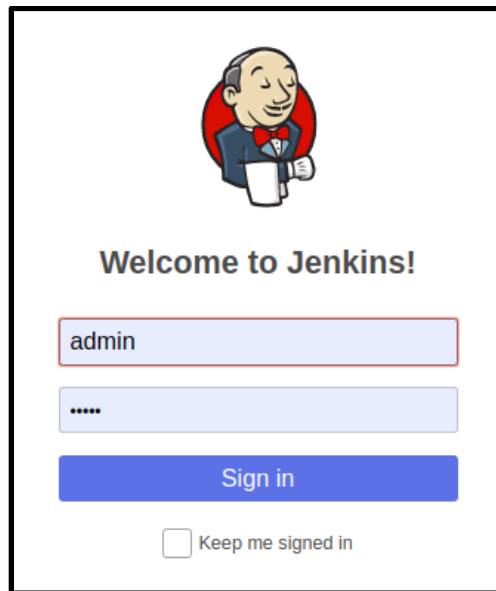 Welcome to Jenkins!
admin
•••••
Sign in
Keep me signed in